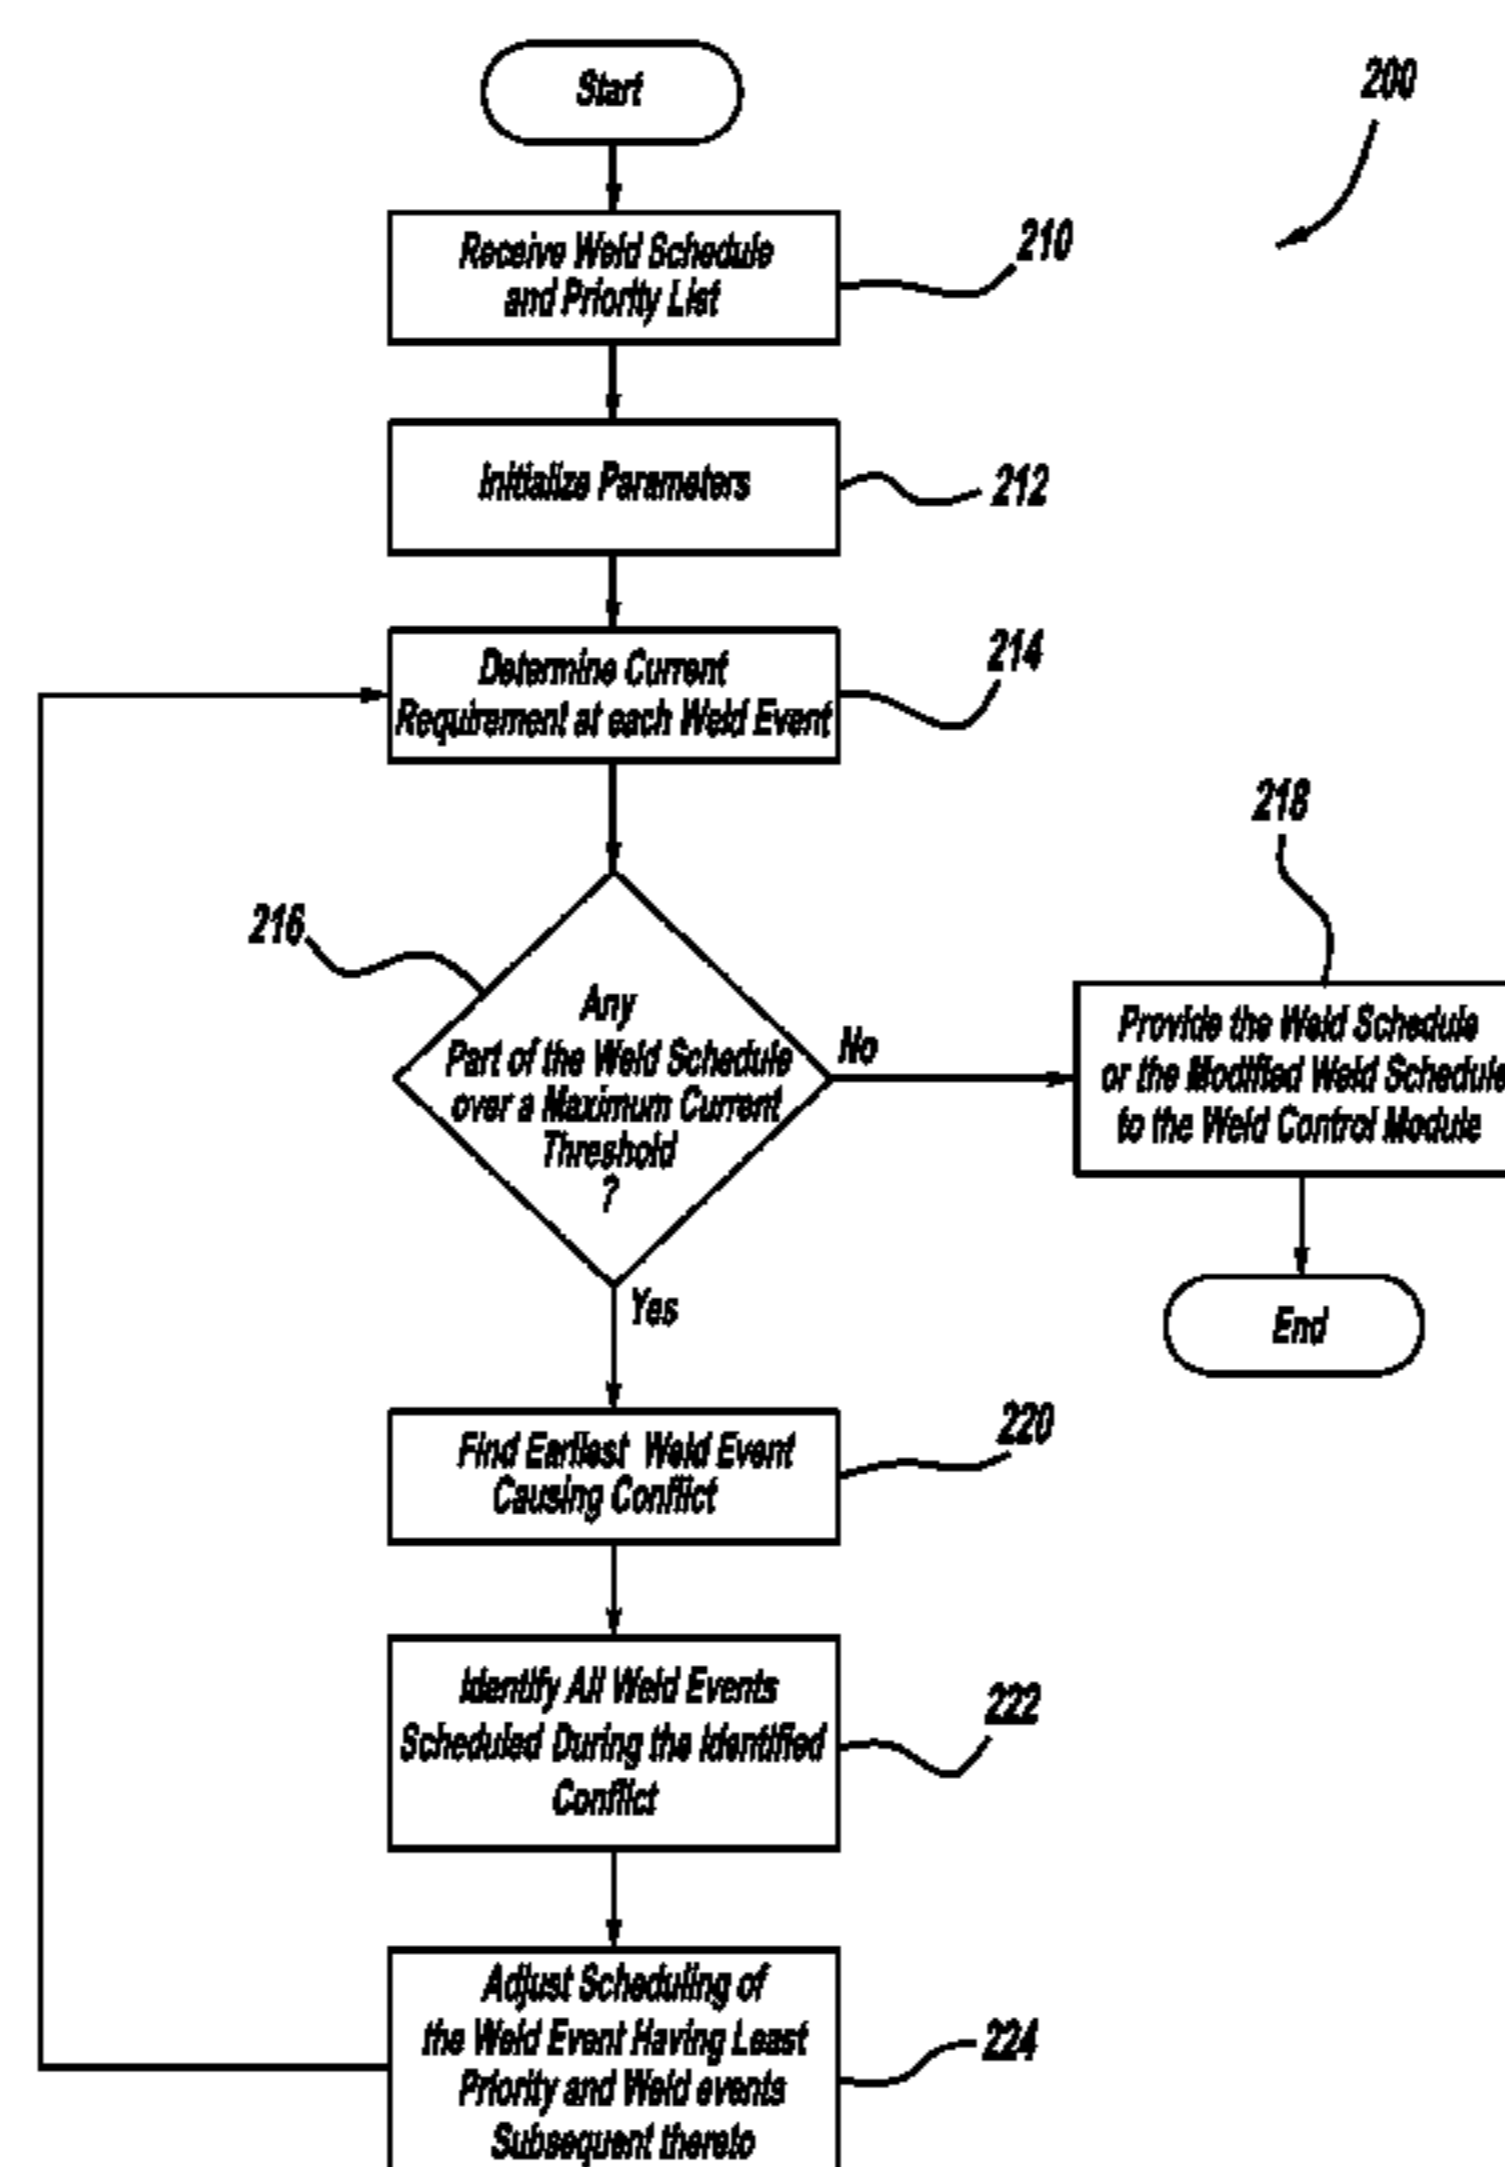 Start
200
Receive Weld Schedule
and Priority List
210
Initialize Parameters
212
Determine Current
Requirement at each Weld Event
214
216
Any
Part of the Weld Schedule
over a Maximum Current
Threshold
?
No
218
Provide the Weld Schedule
or the Modified Weld Schedule
to the Weld Control Module
End
Yes
Find Earliest Weld Event
Causing Conflict
220
Identify All Weld Events
Scheduled During the Identified
Conflict
222
Adjust Scheduling of
the Weld Event Having Least
Priority and Weld events
Subsequent thereto
224